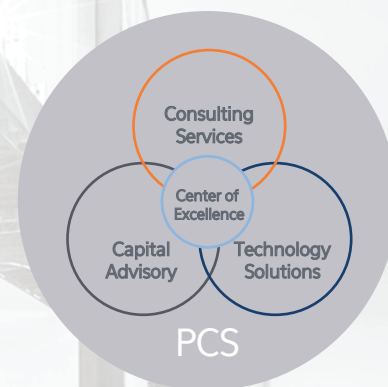 Consulting
Services
Center of
Excellence
Capital
Advisory
Technology
Solutions
PCS